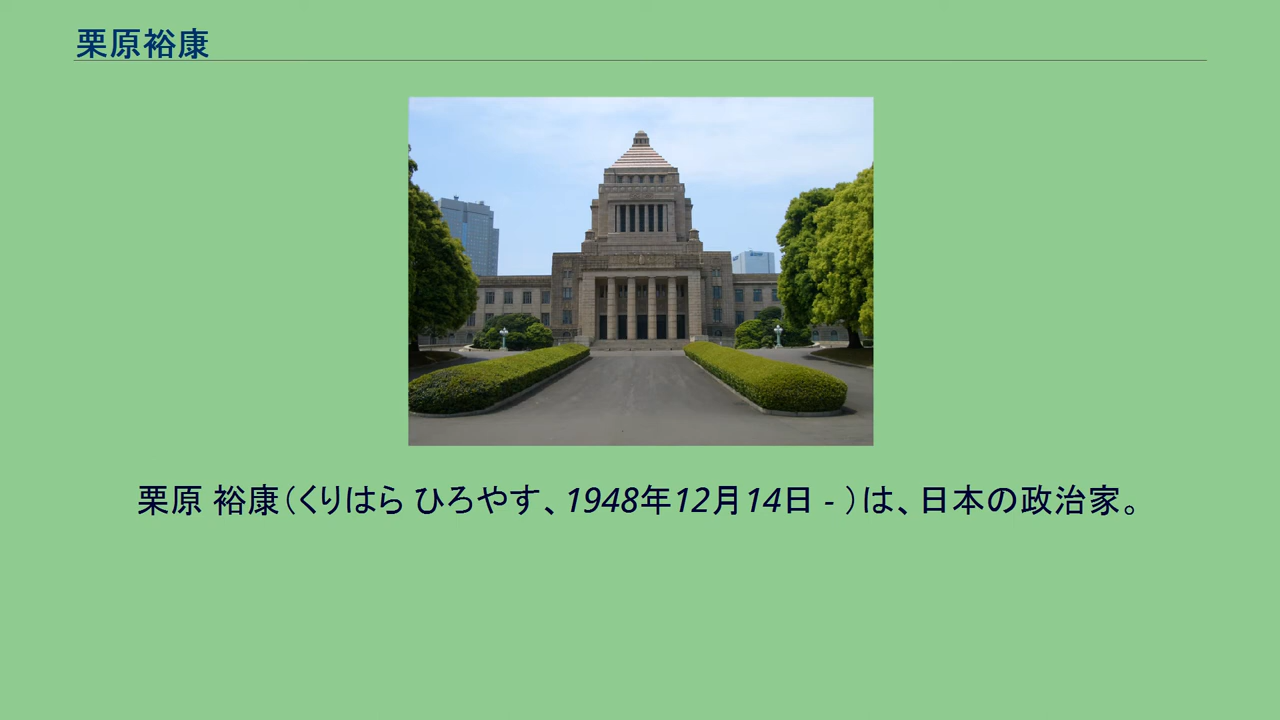 栗原裕康
栗原 裕康（くりはら ひろやす、1948年12月14日 - ）は、日本の政治家。